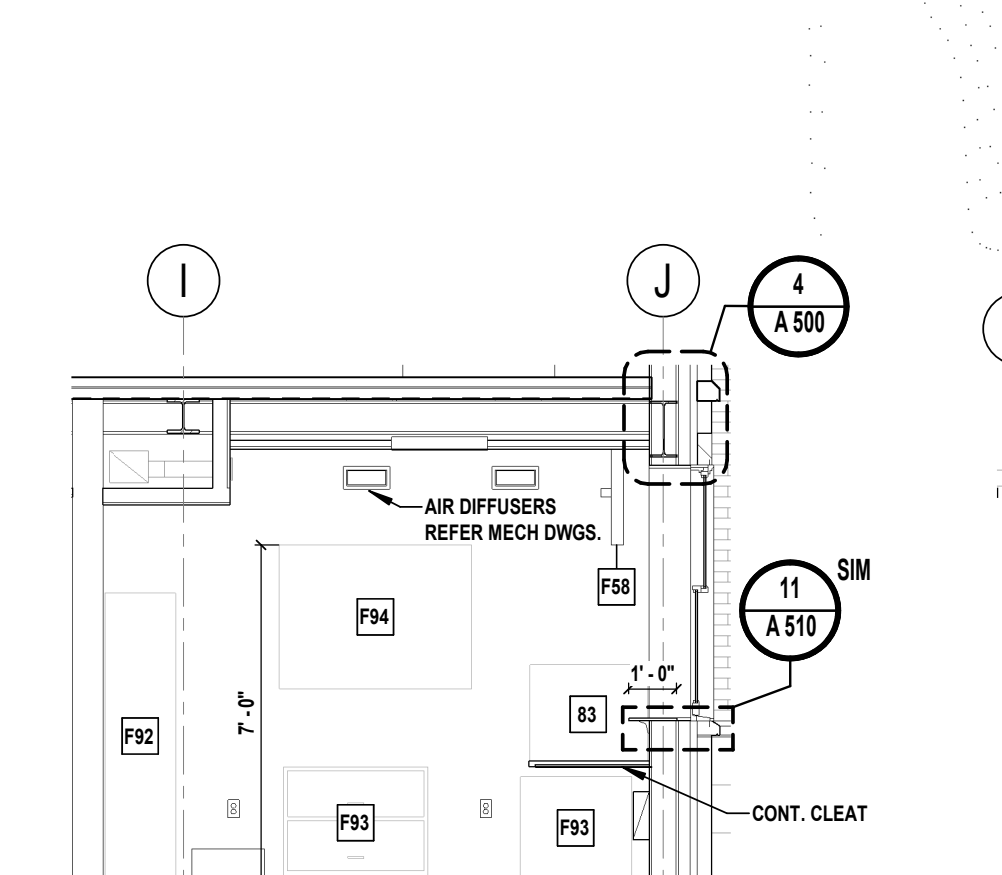 I
J
4
A 500
AIR DIFFUSERS
REFER MECH DWGS.
F58
SIM
11
A 510
F94
1' - 0"
7' - 0"
83
F92
CONT. CLEAT
F93
F93